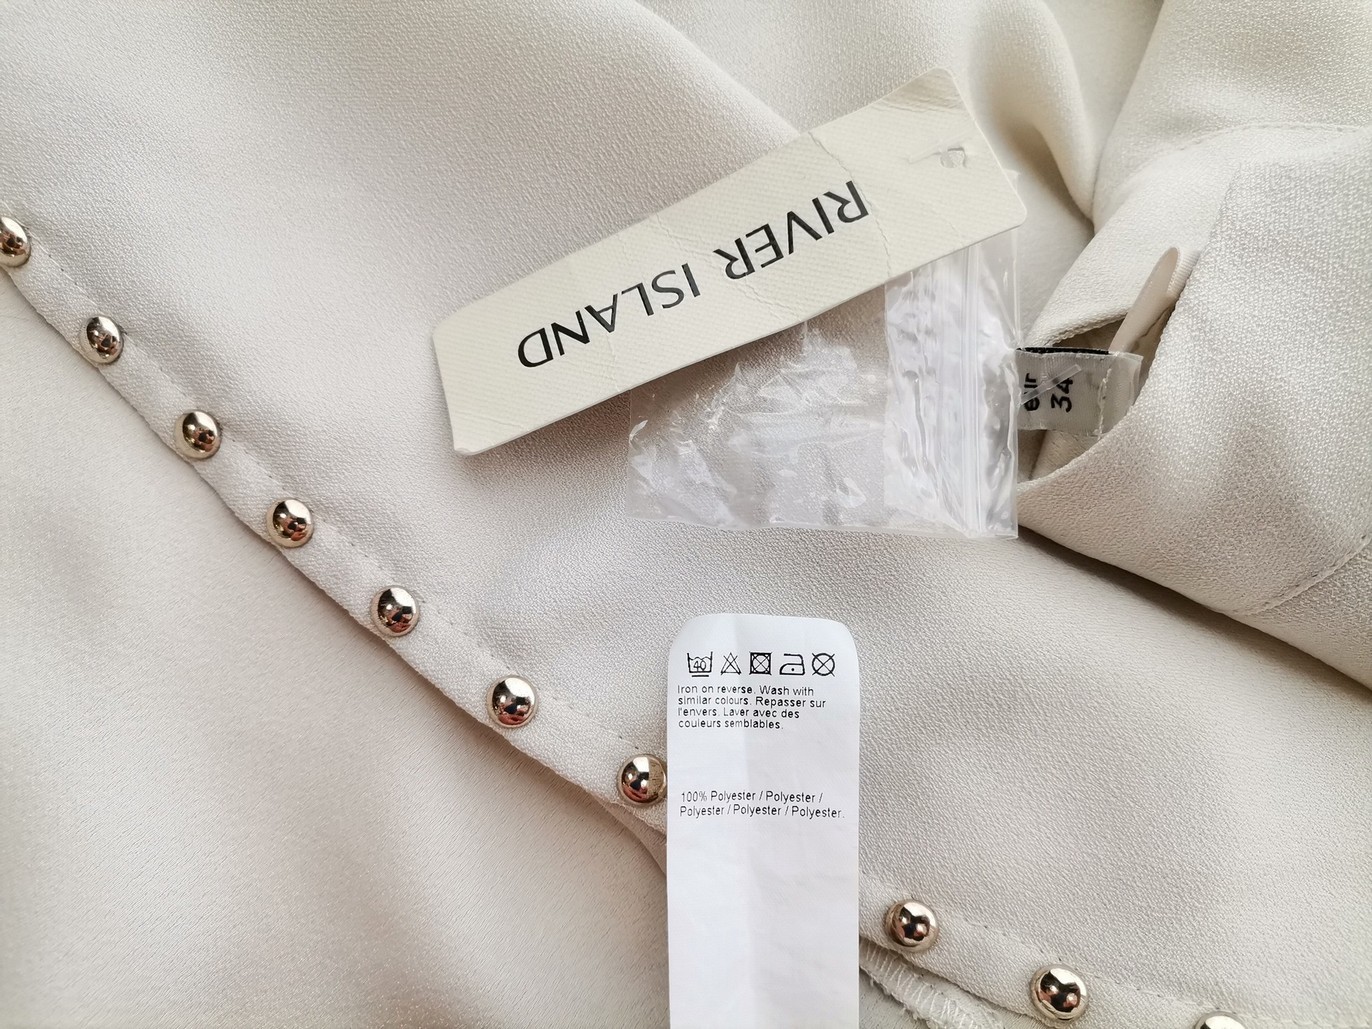 RIVER ISLAND
34
40
Iron on reverse. Wash with
similar colours. Repasser sur
l'envers. Laver avec des
couleurs semblables.
100% Polyester / Polyester /
Polyester / Polyester / Polyester.